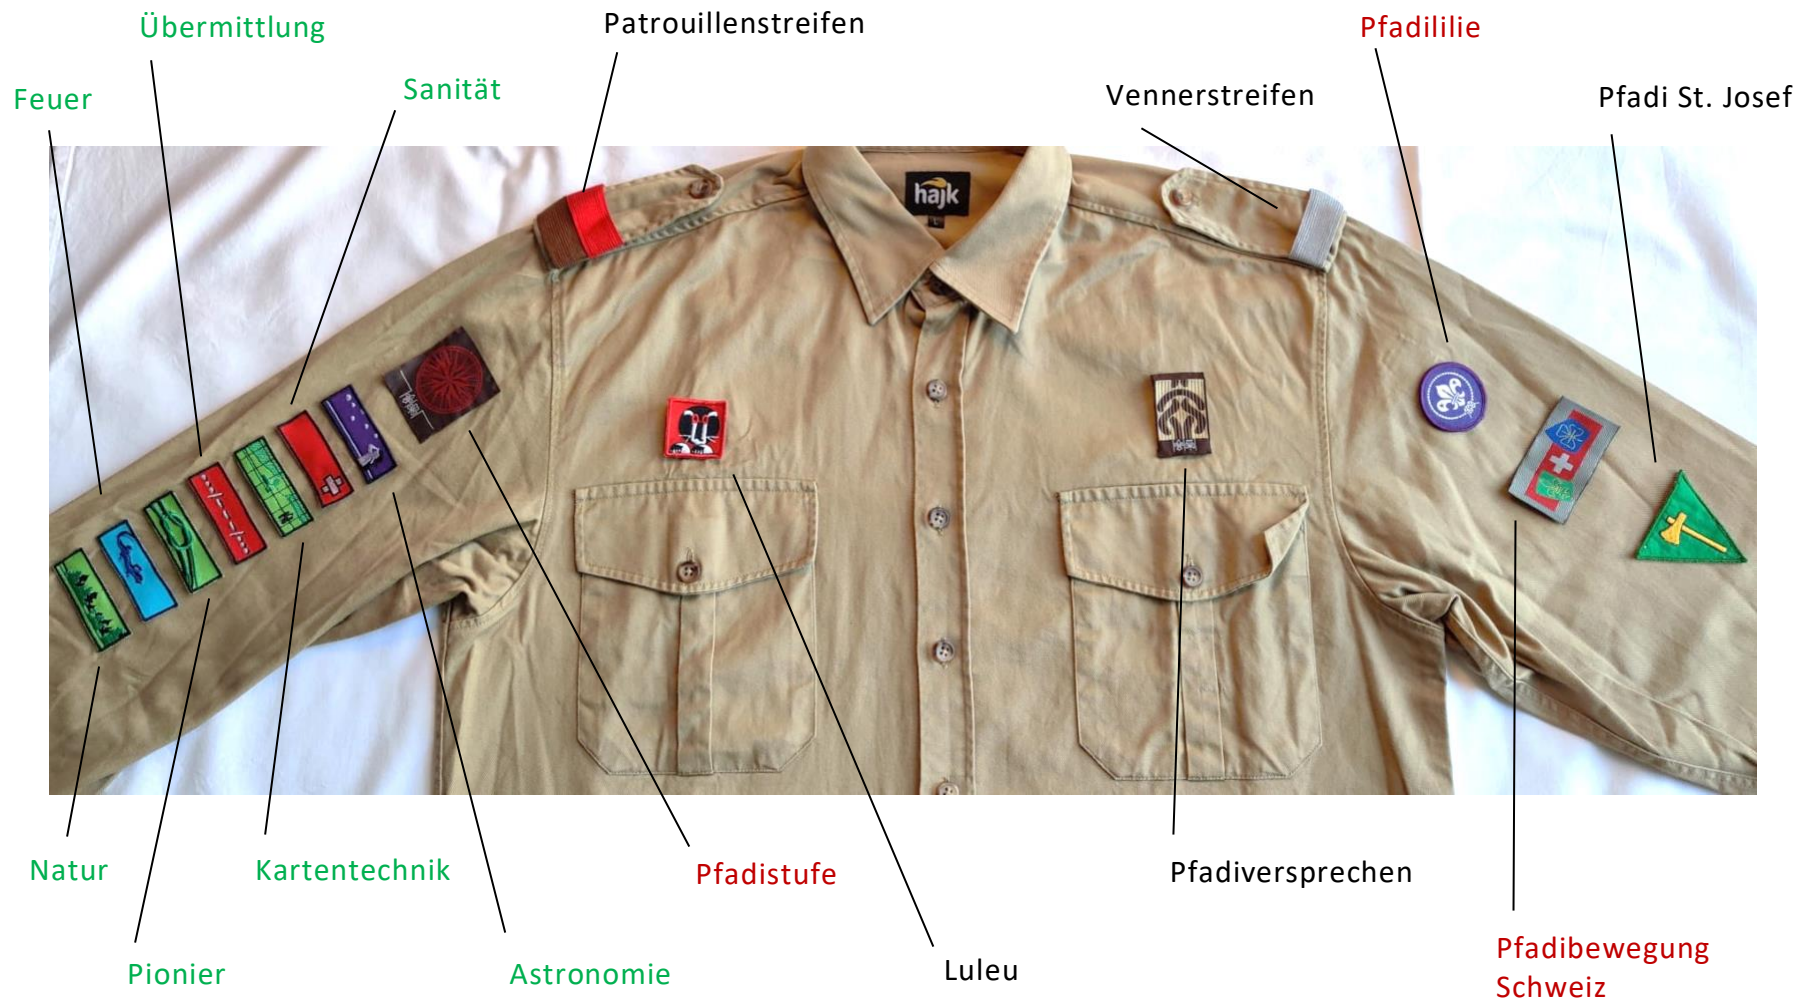 Übermittlung
Patrouillenstreifen
Pfadililie
Feuer
Sanität
Vennerstreifen
Pfadi St. Josef
hajk
L
Natur
Kartentechnik
Pfadistufe
Pfadiversprechen
Pionier
Astronomie
Luleu
Pfadibewegung
Schweiz